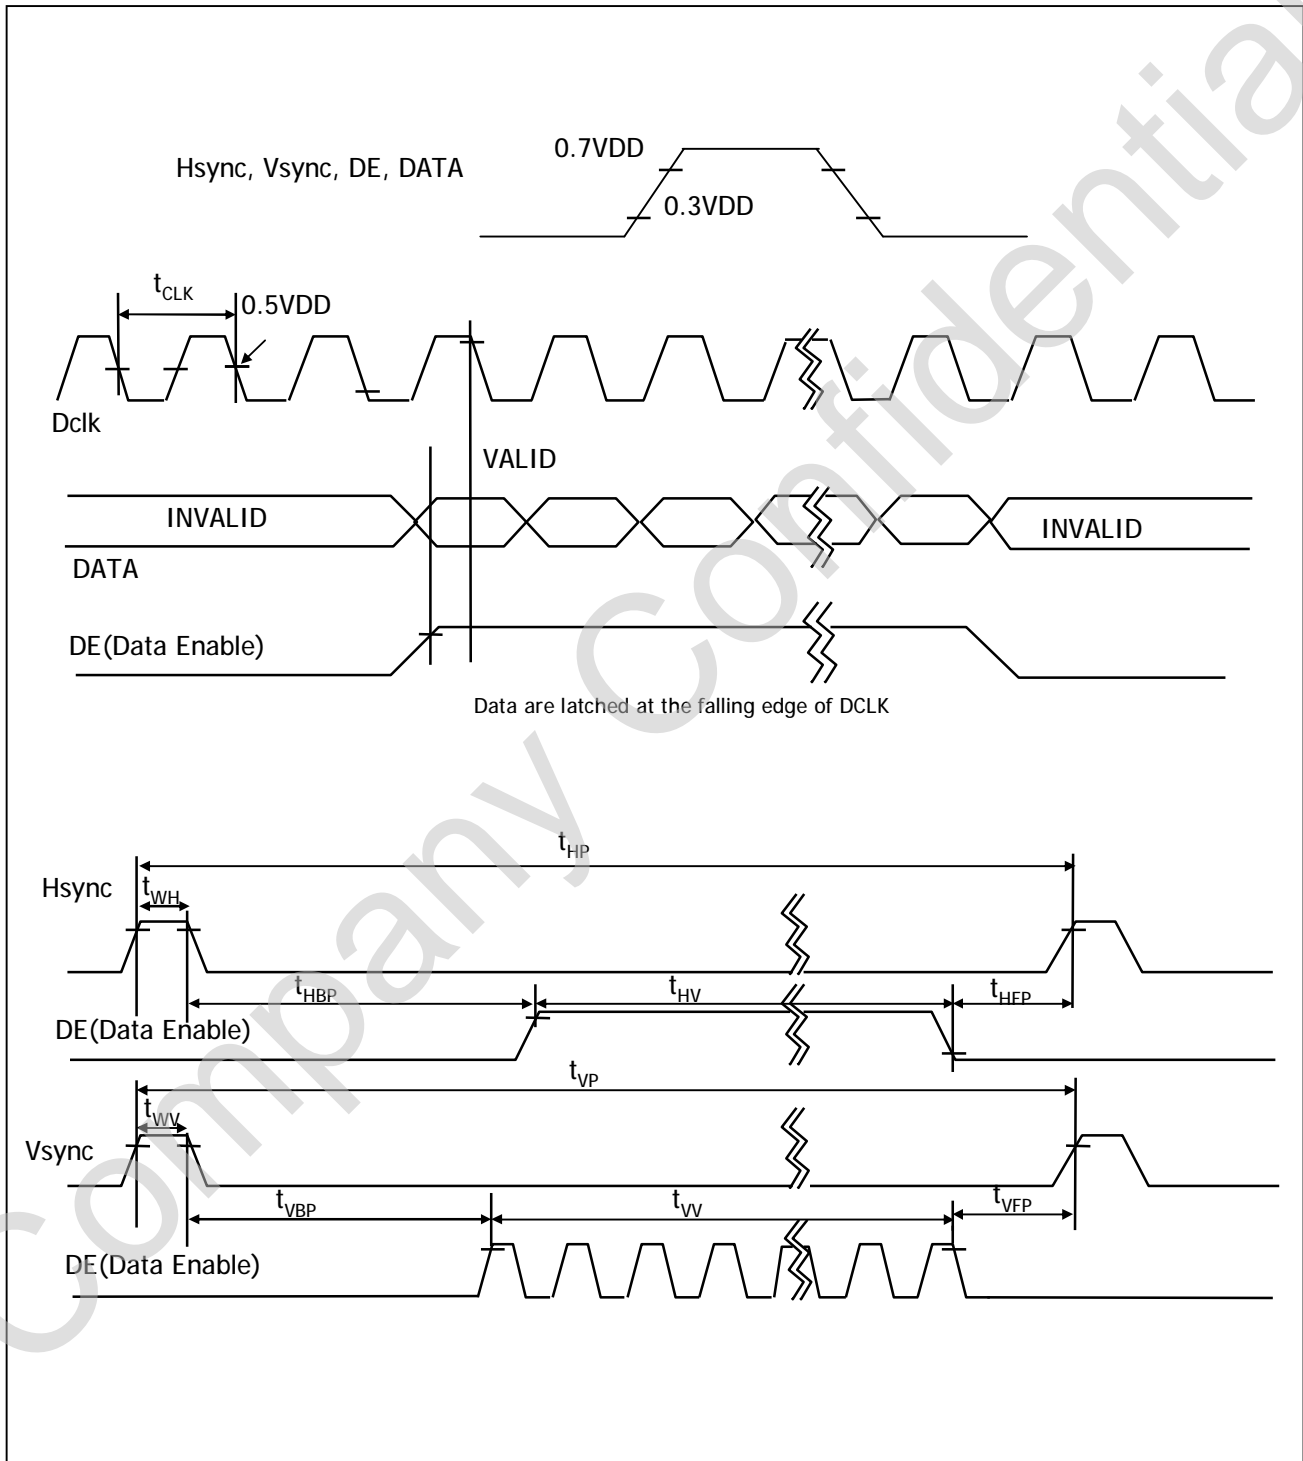 Hsync, Vsync, DE, DATA
0.7VDD
0.3VDD
tCLK
0.5VDD
Dclk
VALID
INVALID
INVALID
DATA
DE(Data Enable)
Data are latched at the falling edge of DCLK
tHP
Hsync
tWH
tHBP
tHV
tHFP
DE(Data Enable)
tVP
tWV
Vsync
tVBP
tVV
tVFP
DE(Data Enable)
Company Confidential